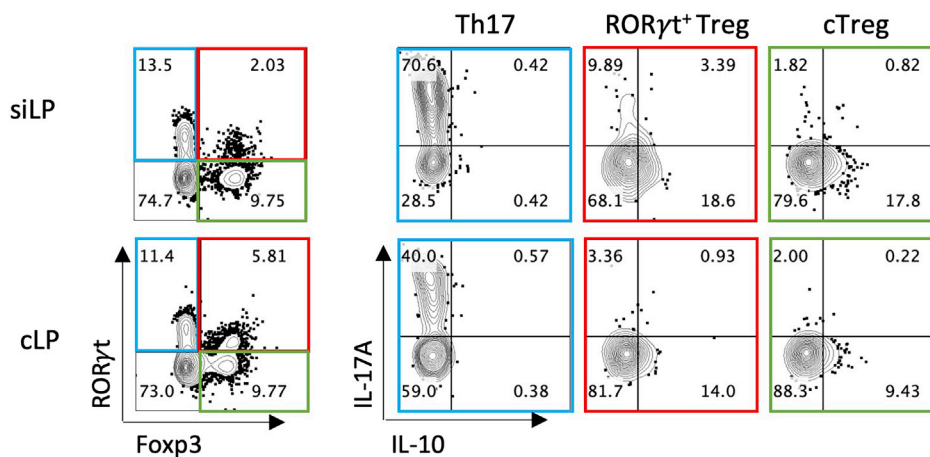 Th17 RORγt⁺ Treg cTreg
siLP
13.5 2.03
74.7 9.75
70.6 0.42
28.5 0.42
9.89 3.39
68.1 18.6
1.82 0.82
79.6 17.8
cLP
RORγt
11.4 5.81
73.0 9.77
Foxp3
IL-17A
40.0 0.57
59.0 0.38
3.36 0.93
81.7 14.0
2.00 0.22
88.3 9.43
IL-10